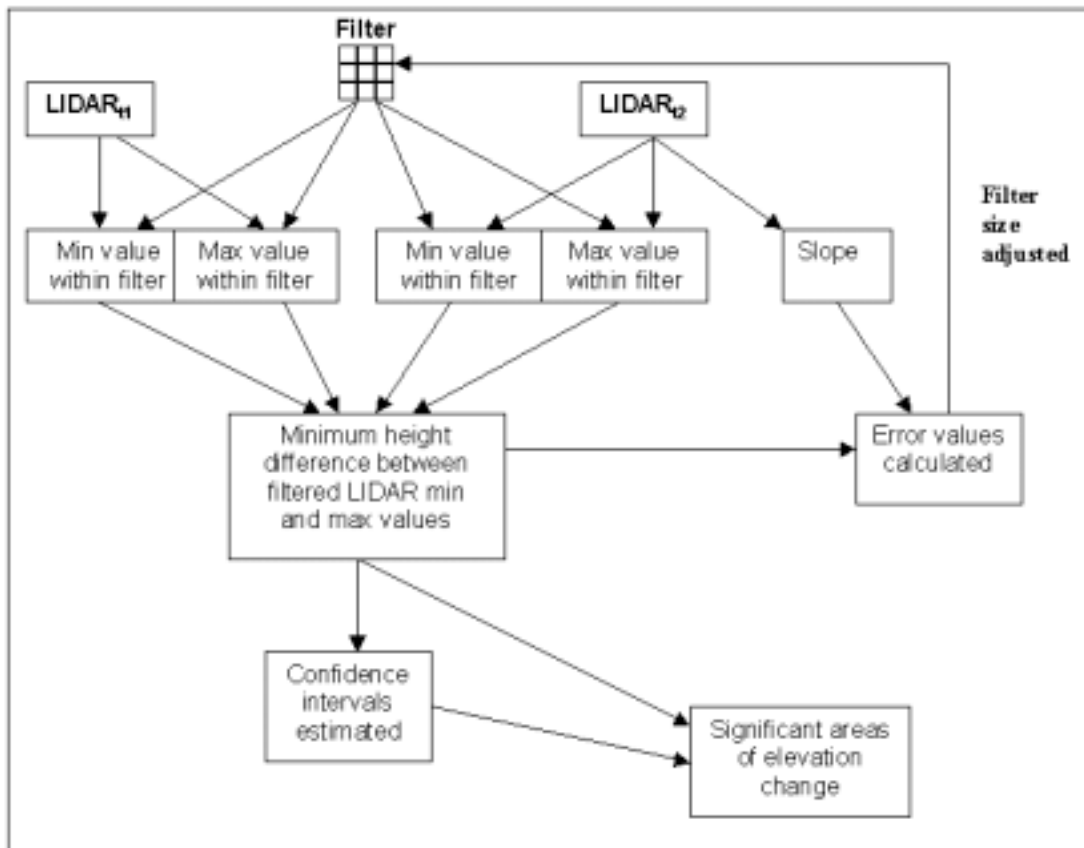 Filter
LIDARt1
LIDARt2
Filter
size
adjusted
Min value
within filter
Max value
within filter
Min value
within filter
Max value
within filter
Slope
Minimum height
difference between
filtered LIDAR min
and max values
Error values
calculated
Confidence
intervals
estimated
Significant areas
of elevation
change